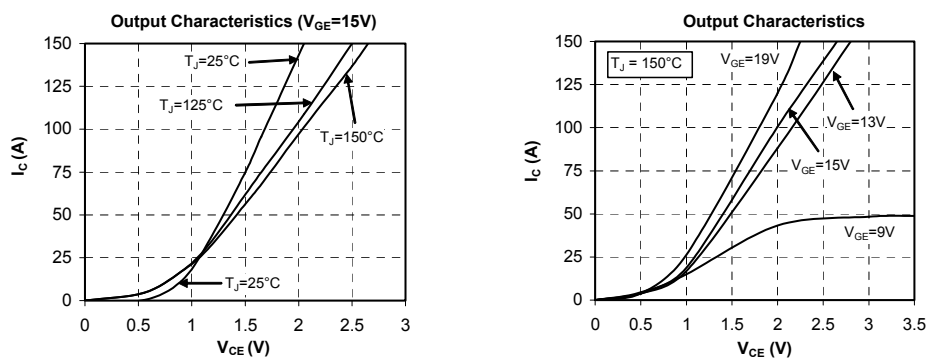 Output Characteristics (VGE=15V)
150
125
100
75
50
25
0
IC (A)
TJ=25°C
TJ=125°C
TJ=150°C
TJ=25°C
0 0.5 1 1.5 2 2.5 3
VCE (V)
Output Characteristics
150
125
100
75
50
25
0
IC (A)
TJ = 150°C
VGE=19V
VGE=13V
VGE=15V
VGE=9V
0 0.5 1 1.5 2 2.5 3 3.5
VCE (V)